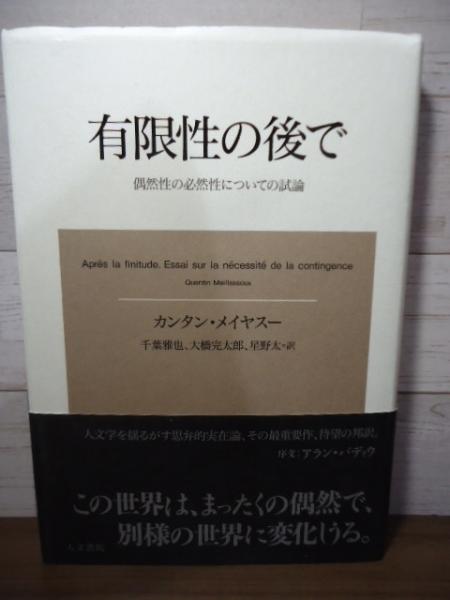 有限性の後で
偶然性の必然性についての試論
Après la finitude. Essai sur la nécessité de la contingence
Quentin Meillassoux
カンタン・メイヤスー
千葉雅也、大橋完太郎、星野太・訳
人文学を揺るがす思弁的実在論、その最重要作、待望の邦訳。
序文：アラン・バディウ
この世界は、まったくの偶然で、
別様の世界に変化しうる。
人文書院